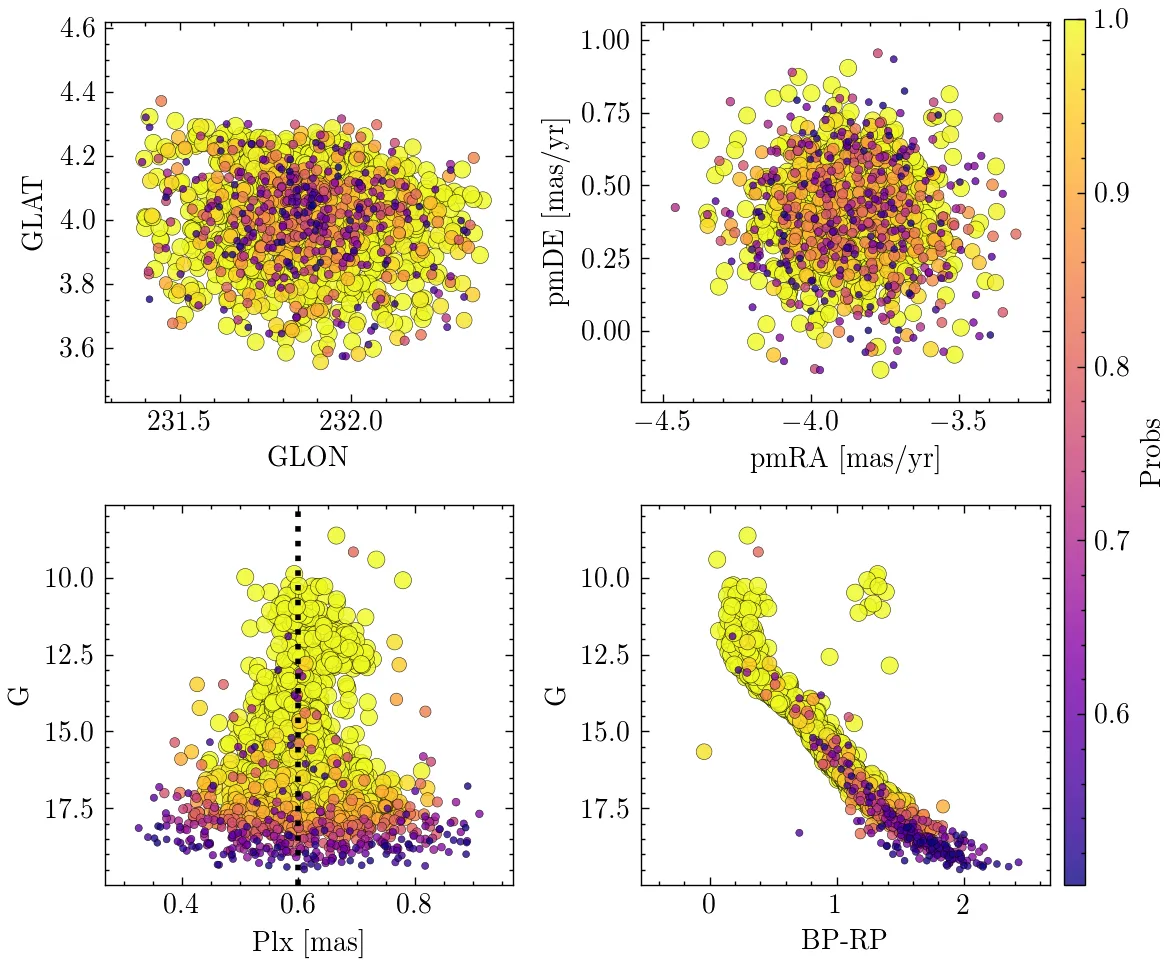 4.6
4.4
4.2
4.0
3.8
3.6
GLAT
231.5 232.0
GLON
1.00
0.75
0.50
0.25
0.00
pmDE [mas/yr]
−4.5 −4.0 −3.5
pmRA [mas/yr]
10.0
12.5
15.0
17.5
G
0.4 0.6 0.8
Plx [mas]
10.0
12.5
15.0
17.5
G
0 1 2
BP-RP
1.0
0.9
0.8
0.7
0.6
Probs